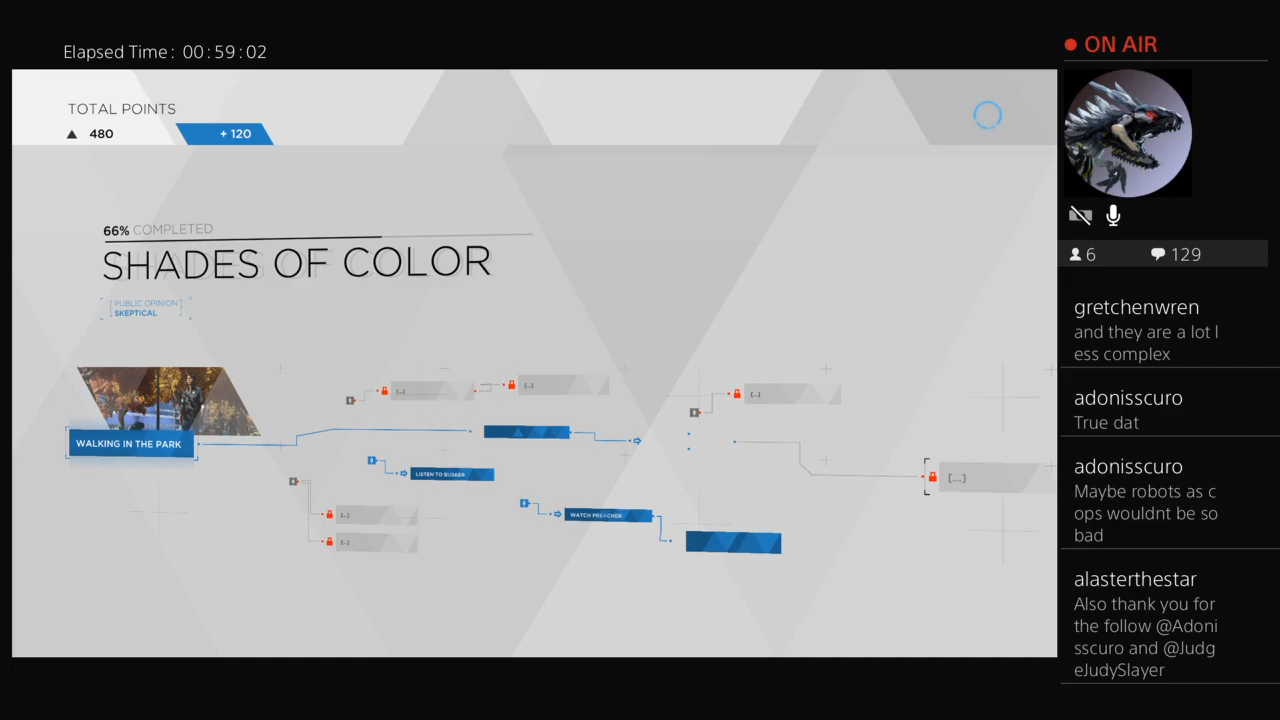 Elapsed Time: 00:59:02
ON AIR
TOTAL POINTS
480
+ 120
6
129
66% COMPLETED
SHADES OF COLOR
PUBLIC OPINION
SKEPTICAL
gretchenwren
and they are a lot l
ess complex
[...]
[...]
[...]
adonisscuro
True dat
WALKING IN THE PARK
LISTEN TO BUSKER
[...]
adonisscuro
Maybe robots as c
ops wouldnt be so
bad
[...]
WATCH PREACHER
[...]
alasterthestar
Also thank you for
the follow @Adoni
sscuro and @Judg
eJudySlayer